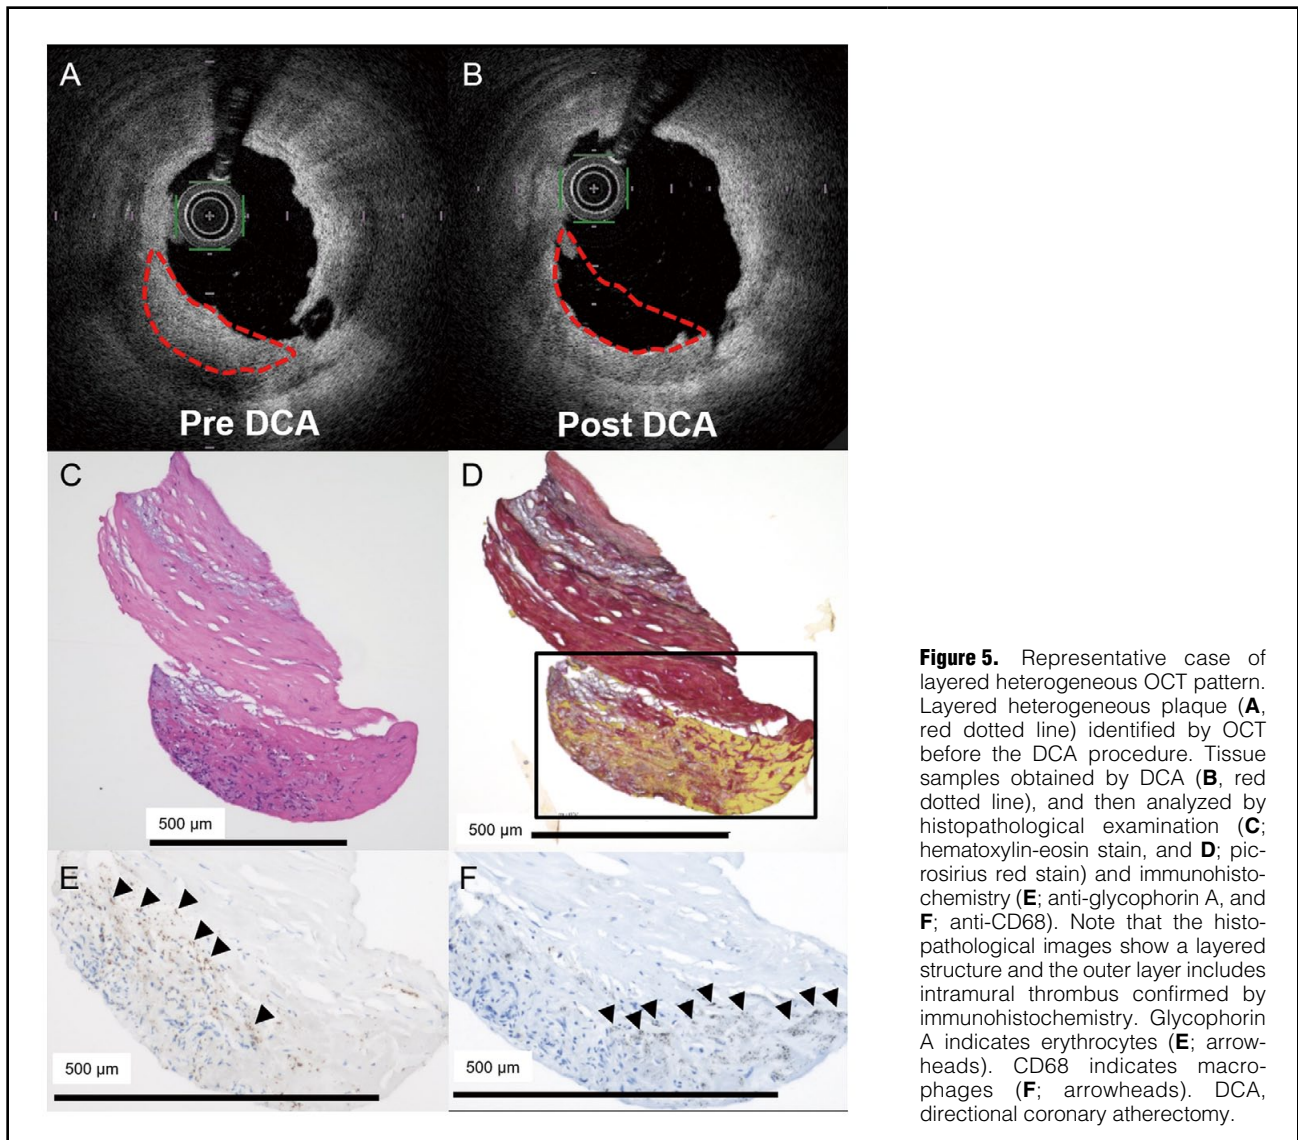 A
B
Pre DCA
Post DCA
C
D
500 µm
500 µm
E
F
500 µm
500 µm
Figure 5. Representative case of
layered heterogeneous OCT pattern.
Layered heterogeneous plaque (A,
red dotted line) identified by OCT
before the DCA procedure. Tissue
samples obtained by DCA (B, red
dotted line), and then analyzed by
histopathological examination (C;
hematoxylin-eosin stain, and D; pic-
rosirius red stain) and immunohisto-
chemistry (E; anti-glycophorin A, and
F; anti-CD68). Note that the histo-
pathological images show a layered
structure and the outer layer includes
intramural thrombus confirmed by
immunohistochemistry. Glycophorin
A indicates erythrocytes (E; arrow-
heads). CD68 indicates macro-
phages (F; arrowheads). DCA,
directional coronary atherectomy.